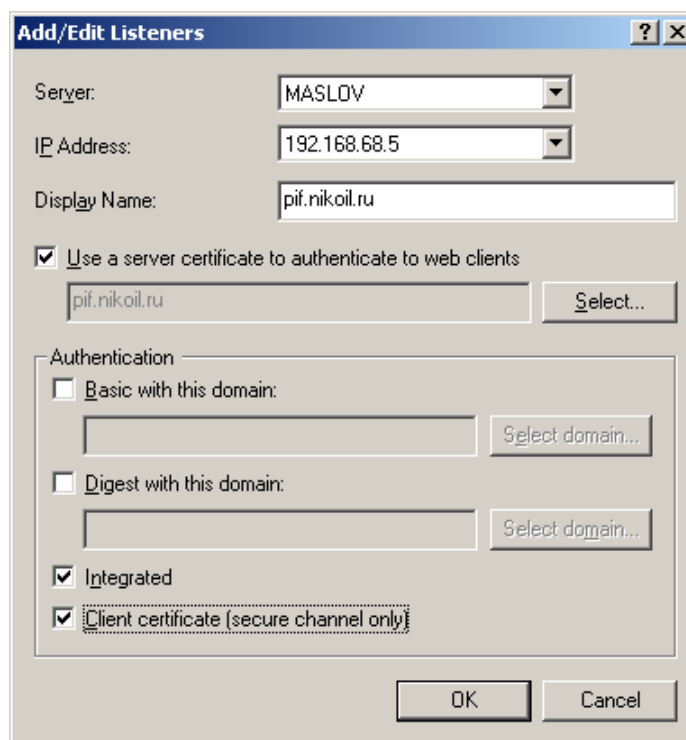 Add/Edit Listeners
Server: MASLOV
IP Address: 192.168.68.5
Display Name: pif.nikoil.ru
Use a server certificate to authenticate to web clients
pif.nikoil.ru Select...
Authentication
Basic with this domain:
Select domain...
Digest with this domain:
Select domain...
Integrated
Client certificate (secure channel only)
OK Cancel